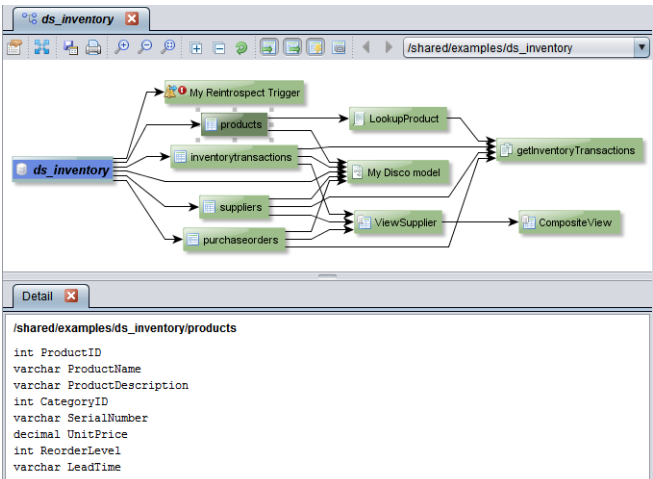 ds_inventory
/shared/examples/ds_inventory
My Reintrospect Trigger
products
LookupProduct
inventorytransactions
getInventoryTransactions
ds_inventory
My Disco model
suppliers
ViewSupplier
CompositeView
purchaseorders
Detail
/shared/examples/ds_inventory/products
int ProductID
varchar ProductName
varchar ProductDescription
int CategoryID
varchar SerialNumber
decimal UnitPrice
int ReorderLevel
varchar LeadTime